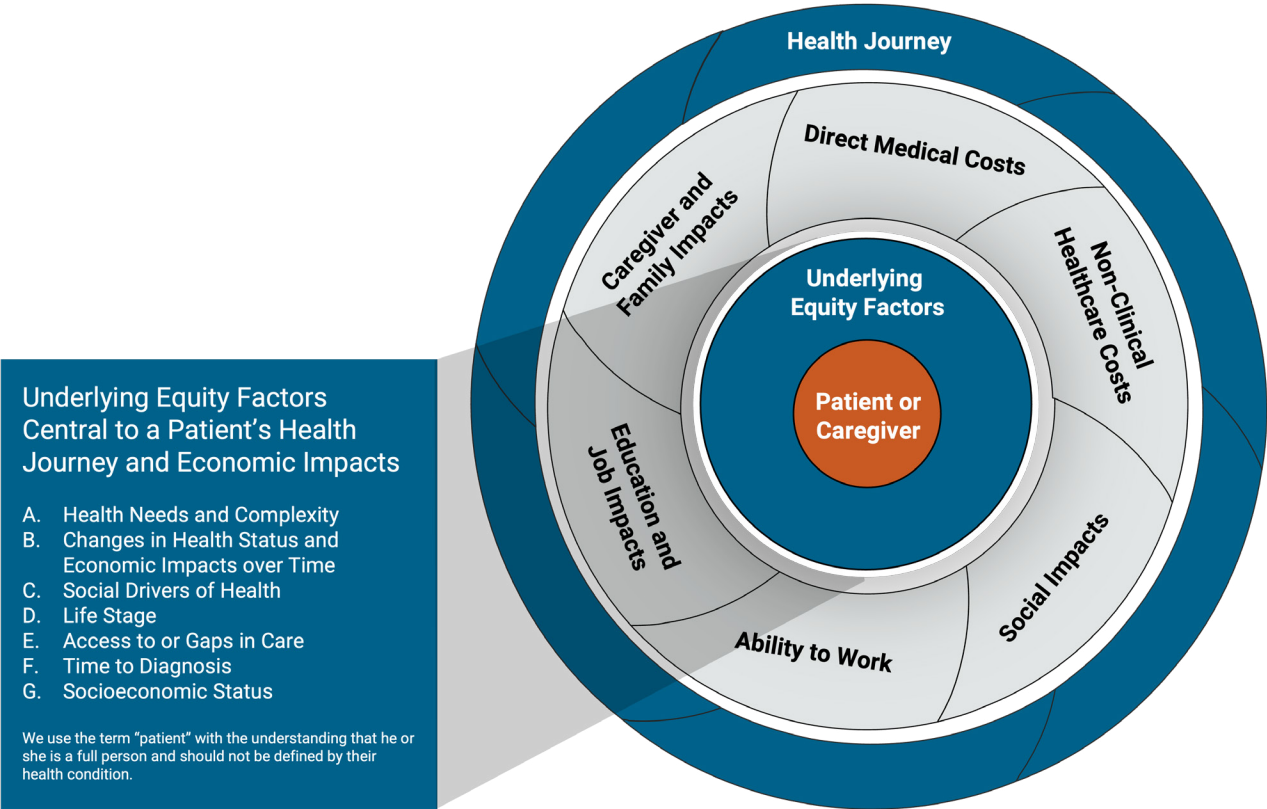 Health Journey
Direct Medical Costs
Caregiver and
Family Impacts
Non-Clinical
Healthcare Costs
Underlying
Equity Factors
Patient or
Caregiver
Education and
Job Impacts
Social Impacts
Ability to Work
Underlying Equity Factors
Central to a Patient’s Health
Journey and Economic Impacts
A. Health Needs and Complexity
B. Changes in Health Status and
Economic Impacts over Time
C. Social Drivers of Health
D. Life Stage
E. Access to or Gaps in Care
F. Time to Diagnosis
G. Socioeconomic Status
We use the term “patient” with the understanding that he or
she is a full person and should not be defined by their
health condition.